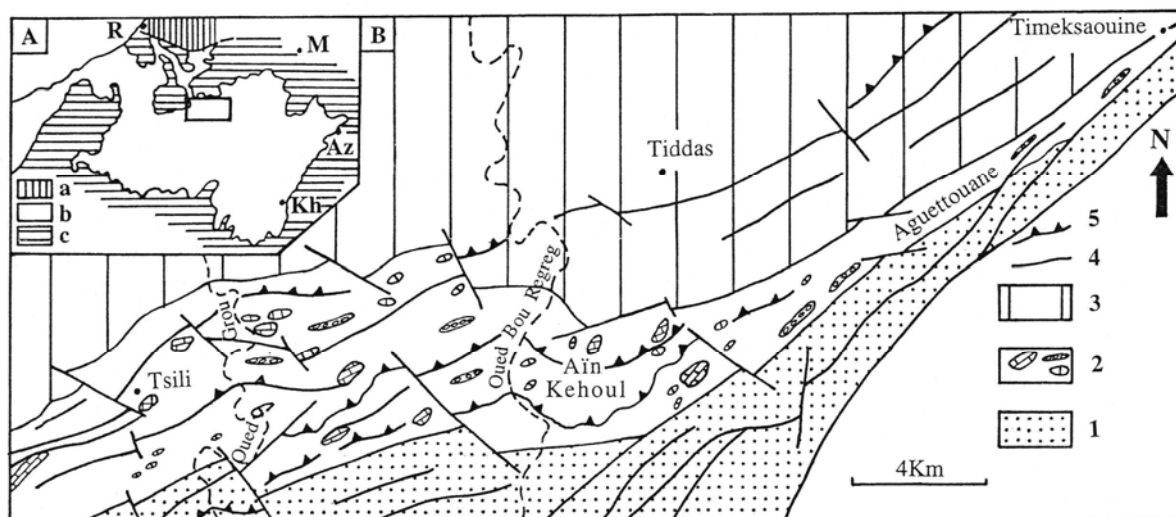 A
R
M
Az
Kh
a
b
c
B
Timeksaouine
Tiddas
N
Aguettouane
Oued Bou Regreg
Oued Grou
Tsili
Aïn
Kehoul
5
4
3
2
1
4Km